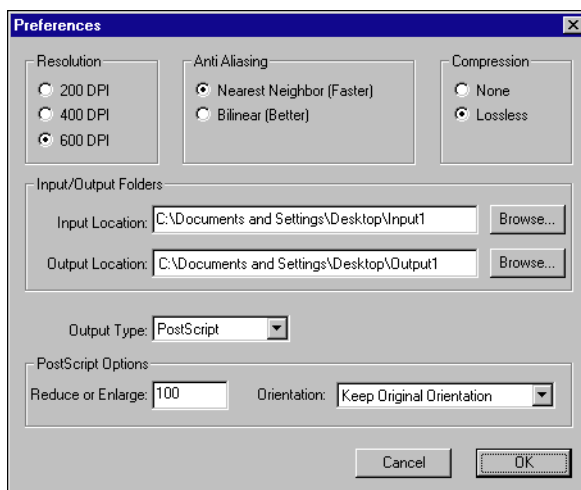 Preferences
Resolution
200 DPI
400 DPI
600 DPI
Anti Aliasing
Nearest Neighbor (Faster)
Bilinear (Better)
Compression
None
Lossless
Input/Output Folders
Input Location: C:\Documents and Settings\Desktop\Input1 Browse...
Output Location: C:\Documents and Settings\Desktop\Output1 Browse...
Output Type: PostScript
PostScript Options
Reduce or Enlarge: 100 Orientation: Keep Original Orientation
Cancel OK